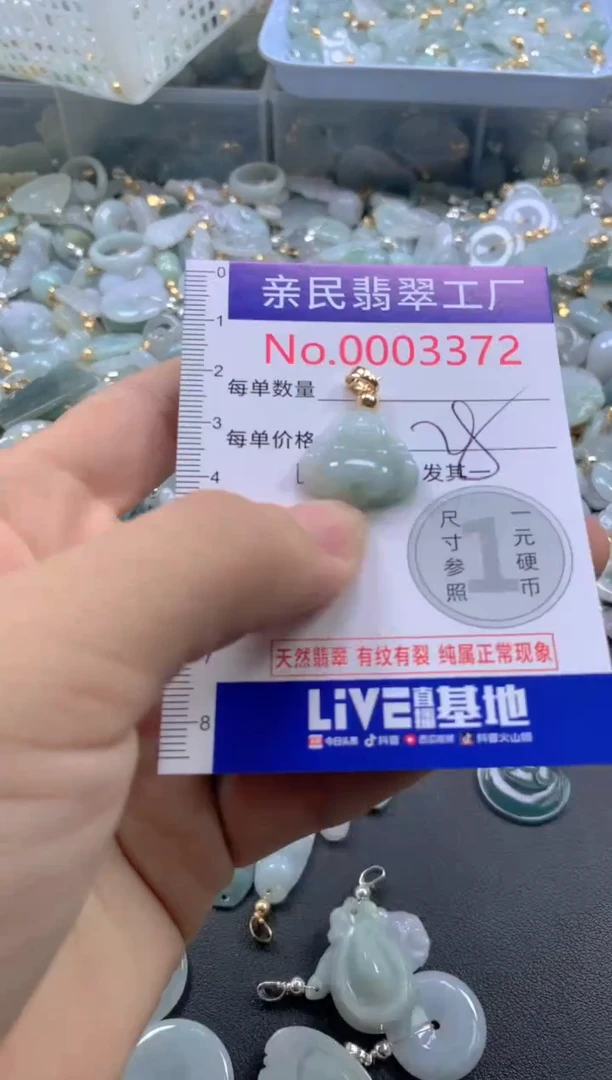 0
亲民翡翠工厂
1
No.0003372
2
每单数量
3
每单价格 28
4
发其一
尺寸参照
1
一元硬币
7
天然翡翠 有纹有裂 纯属正常现象
LiVE直播基地
8
今日头条 抖音 西瓜视频 抖音火山版